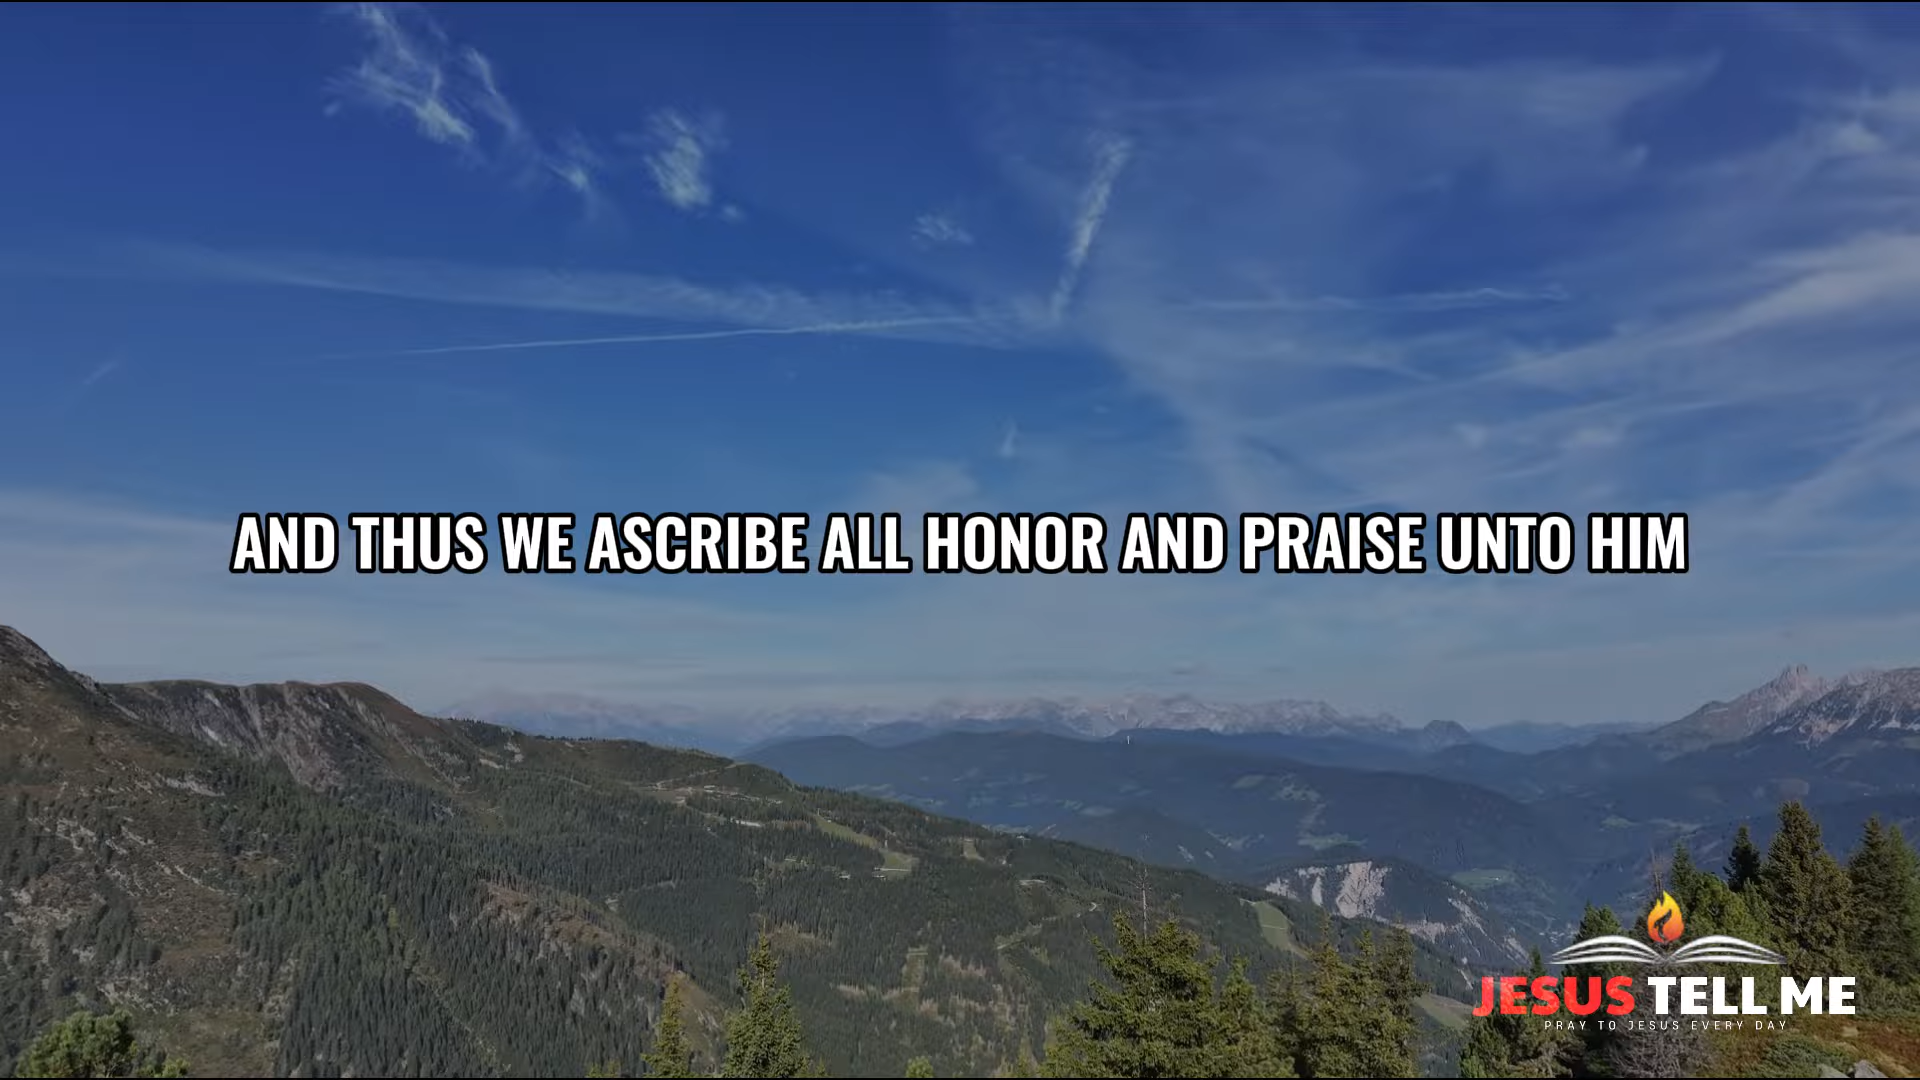 AND THUS WE ASCRIBE ALL HONOR AND PRAISE UNTO HIM
JESUS TELL ME
PRAY TO JESUS EVERY DAY